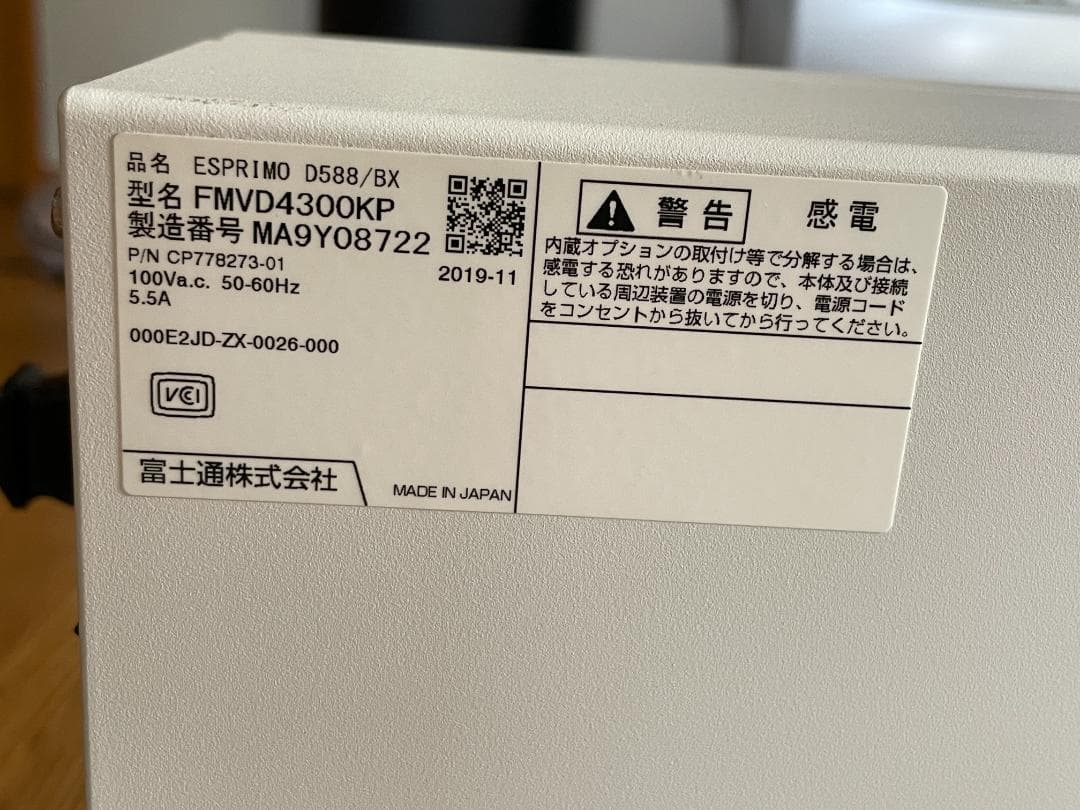 品名 ESPRIMO D588/BX
型名 FMVD4300KP
製造番号 MA9Y08722
P/N CP778273-01
2019-11
100Va.c. 50-60Hz
5.5A
000E2JD-ZX-0026-000
VCI
富士通株式会社
MADE IN JAPAN
警告 感電
内蔵オプションの取付け等で分解する場合は、
感電する恐れがありますので、本体及び接続
している周辺装置の電源を切り、電源コード
をコンセントから抜いてから行ってください。